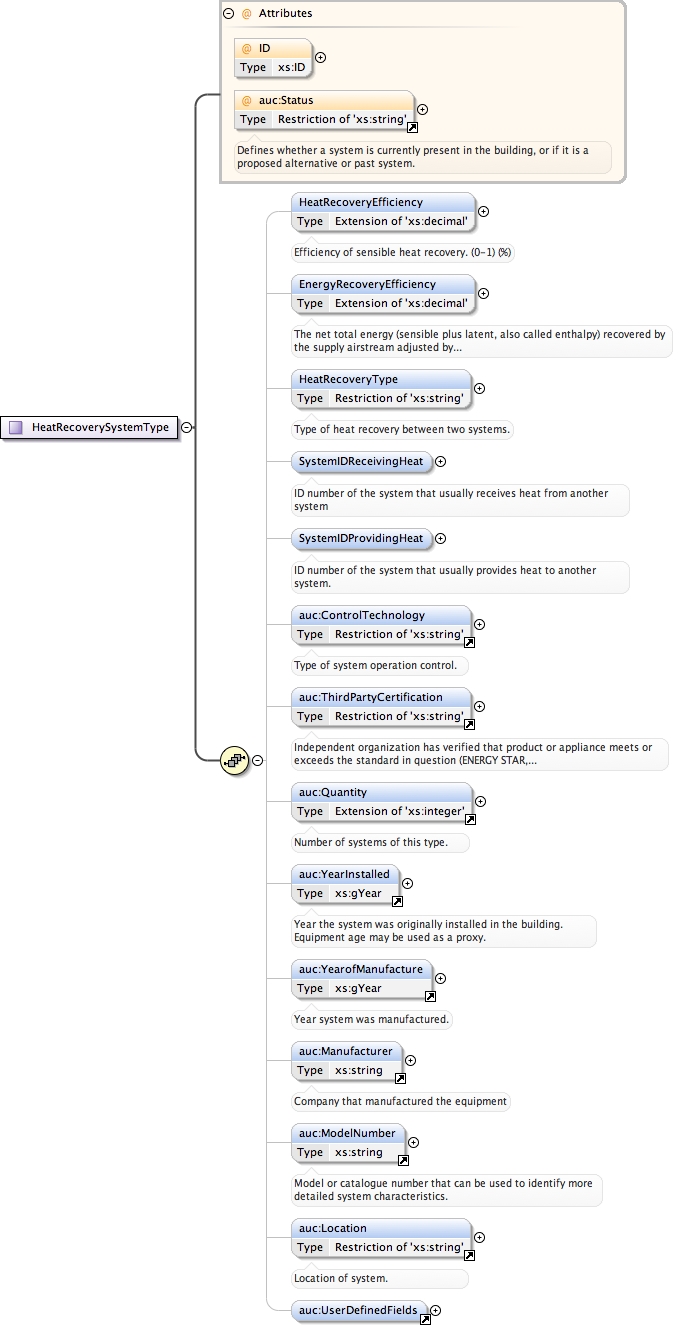 @ Attributes
@ ID
Type xs:ID
@ auc:Status
Type Restriction of 'xs:string'
Defines whether a system is currently present in the building, or if it is a
proposed alternative or past system.
HeatRecoveryEfficiency
Type Extension of 'xs:decimal'
Efficiency of sensible heat recovery. (0-1) (%)
EnergyRecoveryEfficiency
Type Extension of 'xs:decimal'
The net total energy (sensible plus latent, also called enthalpy) recovered by
the supply airstream adjusted by...
HeatRecoveryType
Type Restriction of 'xs:string'
Type of heat recovery between two systems.
HeatRecoverySystemType
SystemIDReceivingHeat
ID number of the system that usually receives heat from another
system
SystemIDProvidingHeat
ID number of the system that usually provides heat to another
system.
auc:ControlTechnology
Type Restriction of 'xs:string'
Type of system operation control.
auc:ThirdPartyCertification
Type Restriction of 'xs:string'
Independent organization has verified that product or appliance meets or
exceeds the standard in question (ENERGY STAR,...
auc:Quantity
Type Extension of 'xs:integer'
Number of systems of this type.
auc:YearInstalled
Type xs:gYear
Year the system was originally installed in the building.
Equipment age may be used as a proxy.
auc:YearofManufacture
Type xs:gYear
Year system was manufactured.
auc:Manufacturer
Type xs:string
Company that manufactured the equipment
auc:ModelNumber
Type xs:string
Model or catalogue number that can be used to identify more
detailed system characteristics.
auc:Location
Type Restriction of 'xs:string'
Location of system.
auc:UserDefinedFields